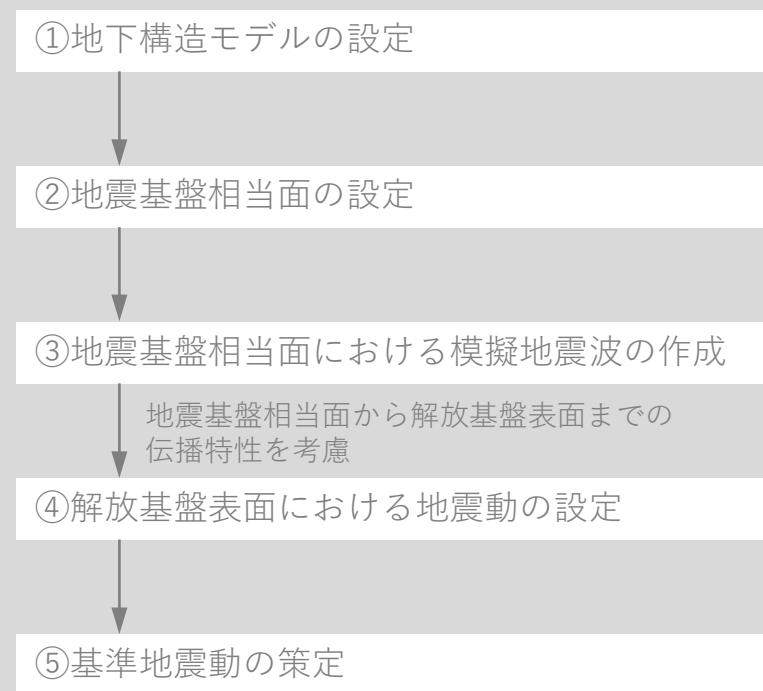 ①地下構造モデルの設定
②地震基盤相当面の設定
③地震基盤相当面における模擬地震波の作成
地震基盤相当面から解放基盤表面までの
伝播特性を考慮
④解放基盤表面における地震動の設定
⑤基準地震動の策定